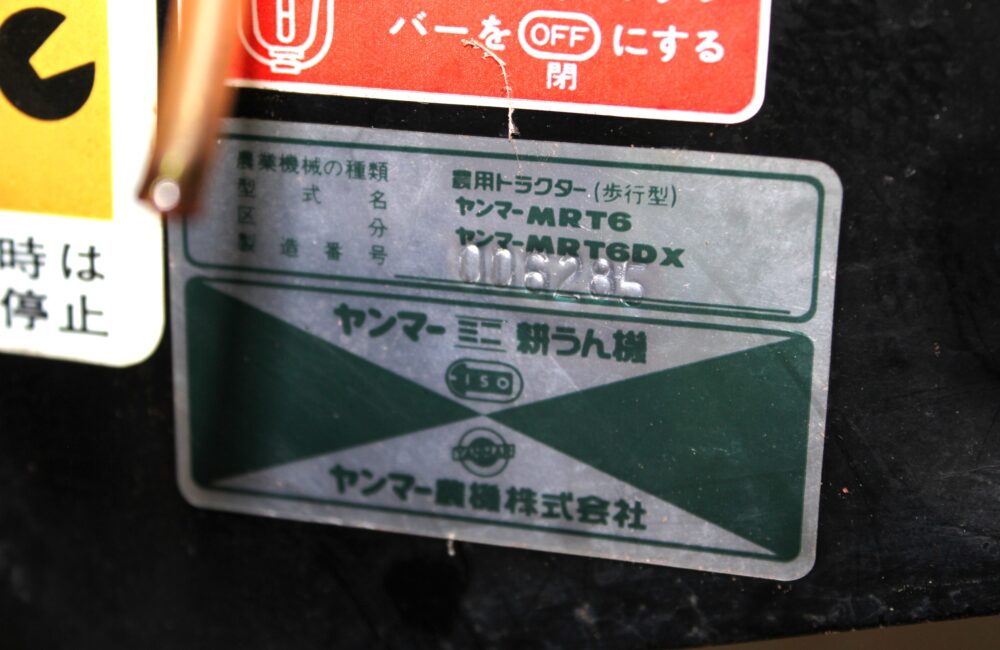 バーを OFF にする
閉
時は
停止
農業機械の種類 農用トラクター(歩行型)
型式名 ヤンマーMRT6
区分 ヤンマーMRT6DX
製造番号 006285
ヤンマーミニ耕うん機
ISO
YANMAR
ヤンマー農機株式会社